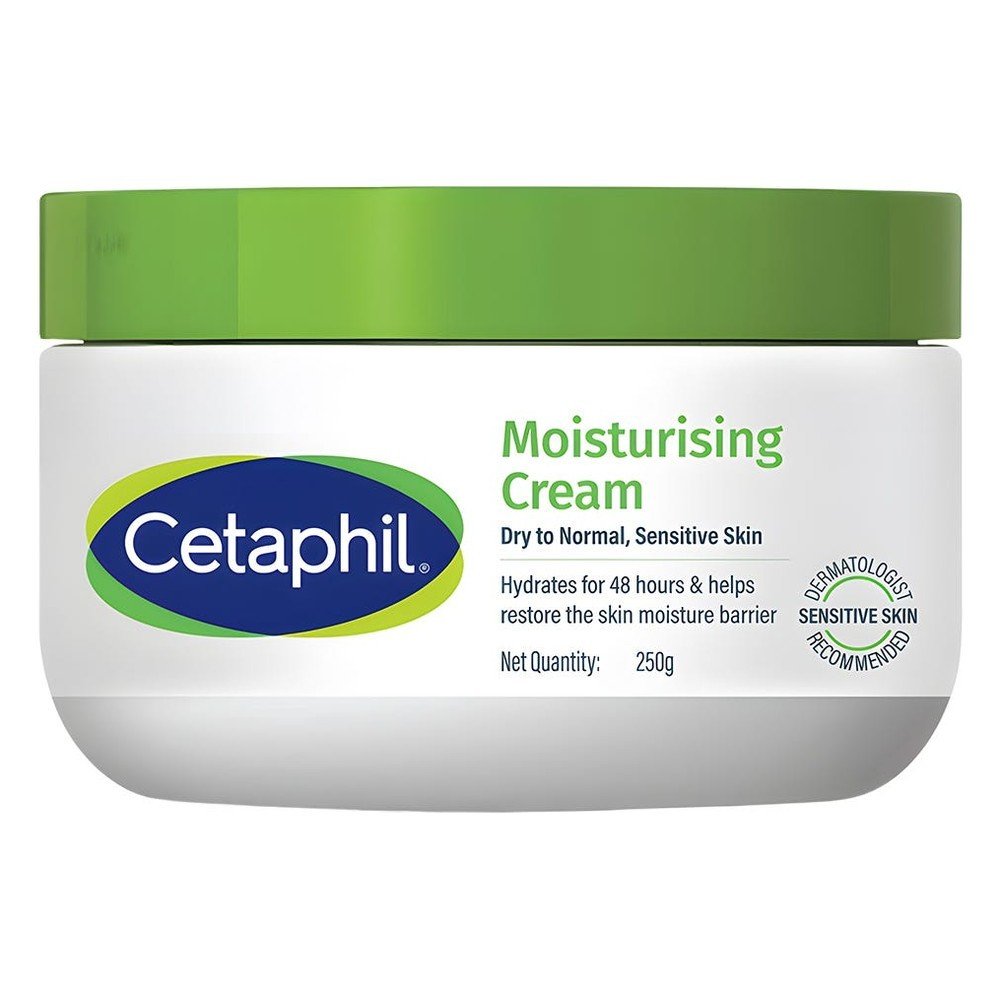 Cetaphil®
Moisturising
Cream
Dry to Normal, Sensitive Skin
Hydrates for 48 hours & helps
restore the skin moisture barrier
Net Quantity: 250g
DERMATOLOGIST
SENSITIVE SKIN
RECOMMENDED